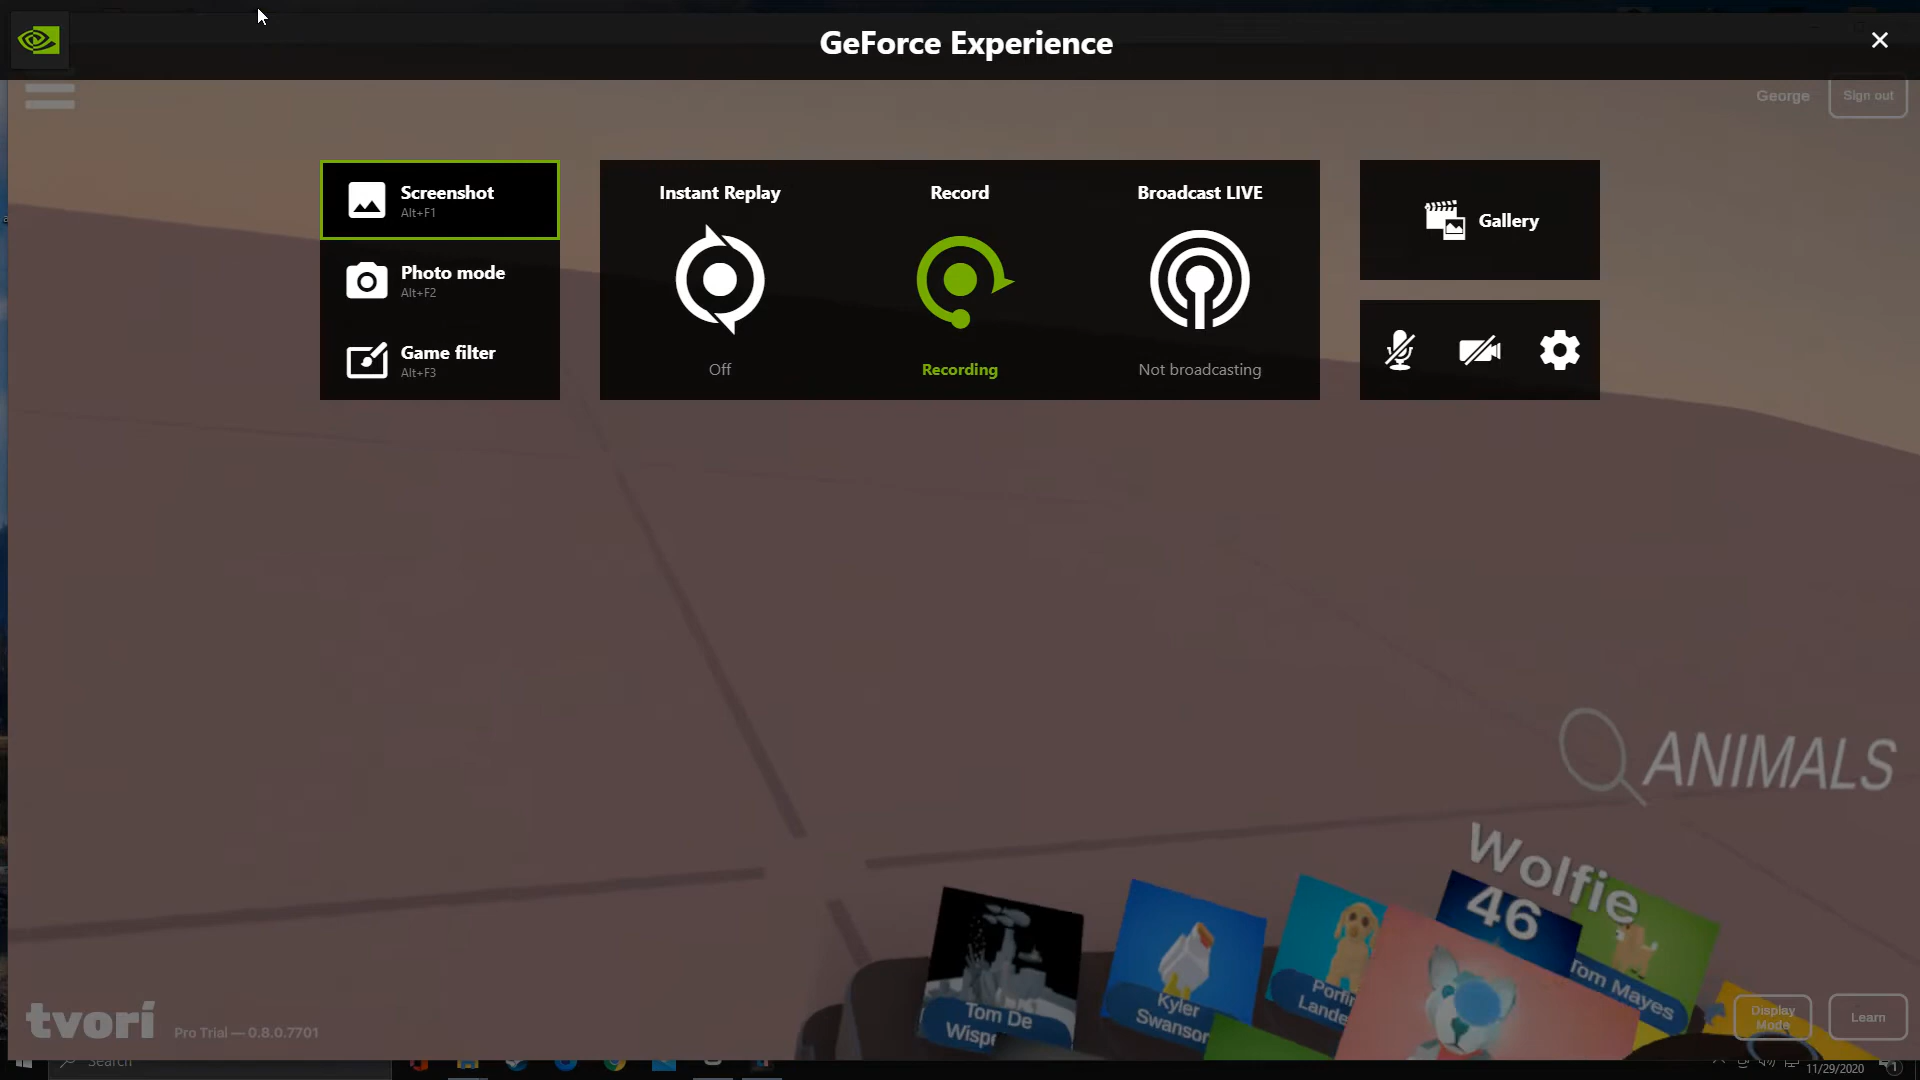 GeForce Experience
George
Sign out
Screenshot
Alt+F1
Photo mode
Alt+F2
Game filter
Alt+F3
Instant Replay
Off
Record
Recording
Broadcast LIVE
Not broadcasting
Gallery
ANIMALS
Wolfie
46
Tom De
Kyler
Swanson
Tom Mayes
tvori
Pro Trial — 0.8.0.7701
Display
Mode
Learn
Search
11/29/2020
1